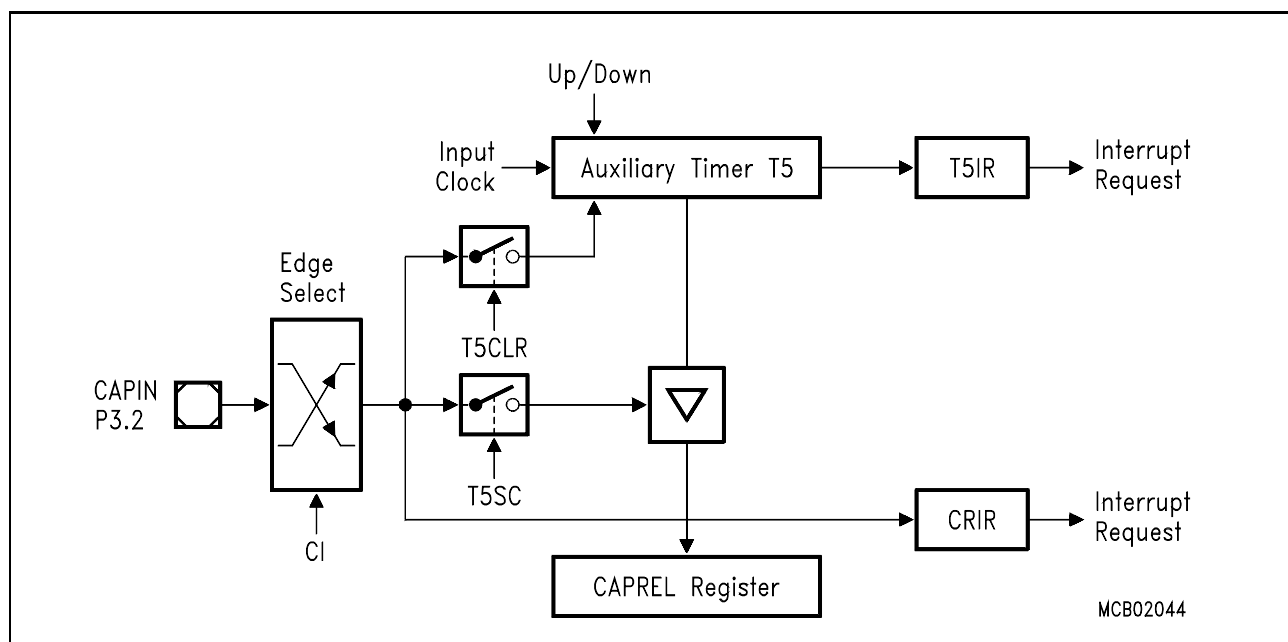 Up/Down
Input
Clock
Auxiliary Timer T5
T5IR
Interrupt
Request
Edge
Select
T5CLR
CAPIN
P3.2
T5SC
CI
CRIR
Interrupt
Request
CAPREL Register
MCB02044